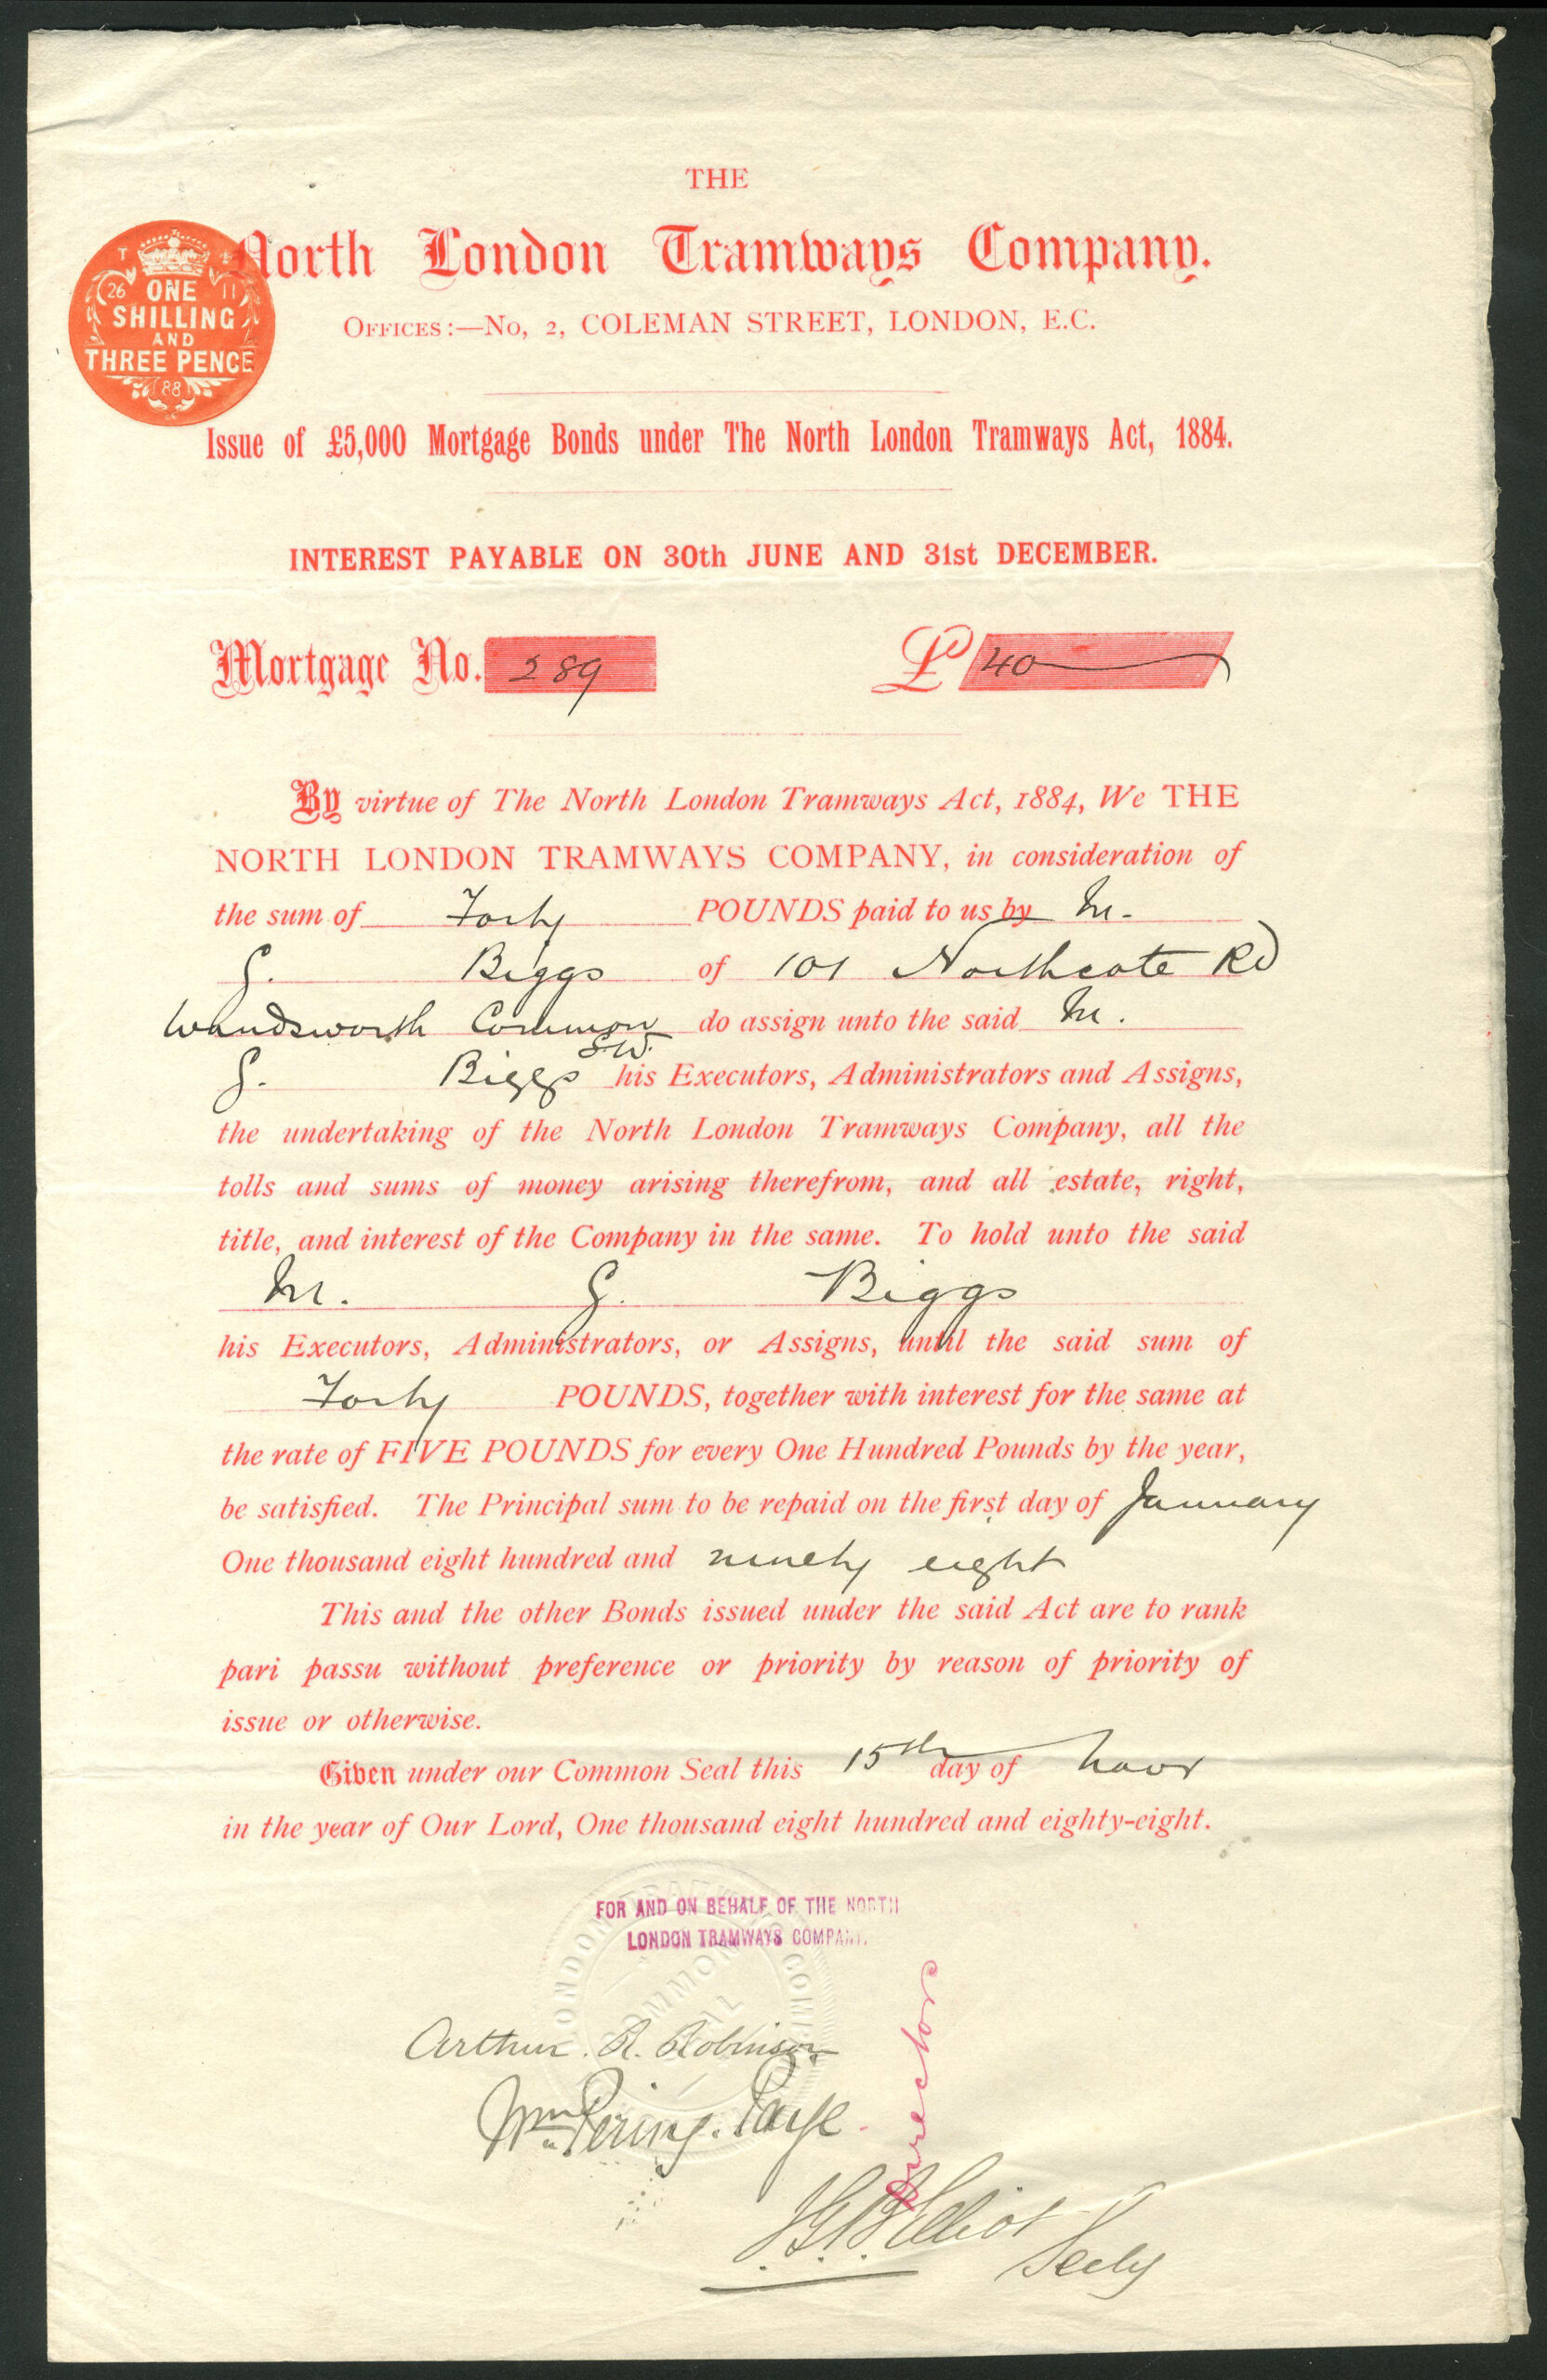 THE
North London Tramways Company.
OFFICES:—No, 2, COLEMAN STREET, LONDON, E.C.
T
26 ONE 11
SHILLING
AND
THREE PENCE
88
Issue of £5,000 Mortgage Bonds under The North London Tramways Act, 1884.
INTEREST PAYABLE ON 30th JUNE AND 31st DECEMBER.
Mortgage No. 289 £ 40
By virtue of The North London Tramways Act, 1884, We THE
NORTH LONDON TRAMWAYS COMPANY, in consideration of
the sum of Forty POUNDS paid to us by M.
G. Biggs of 101 Northcote Rd
Wandsworth Common do assign unto the said M.
S.W.
G. Biggs his Executors, Administrators and Assigns,
the undertaking of the North London Tramways Company, all the
tolls and sums of money arising therefrom, and all estate, right,
title, and interest of the Company in the same. To hold unto the said
M. G. Biggs
his Executors, Administrators, or Assigns, until the said sum of
Forty POUNDS, together with interest for the same at
the rate of FIVE POUNDS for every One Hundred Pounds by the year,
be satisfied. The Principal sum to be repaid on the first day of January
One thousand eight hundred and ninety eight
This and the other Bonds issued under the said Act are to rank
pari passu without preference or priority by reason of priority of
issue or otherwise.
Given under our Common Seal this 15th day of Novr
in the year of Our Lord, One thousand eight hundred and eighty-eight.
FOR AND ON BEHALF OF THE NORTH
LONDON TRAMWAYS COMPANY.
LONDON TRAMWAYS COMPANY
COMMON
SEAL
Arthur. R. Robinson
Wm Pering. Paige.
Directors
Elliot
Secty